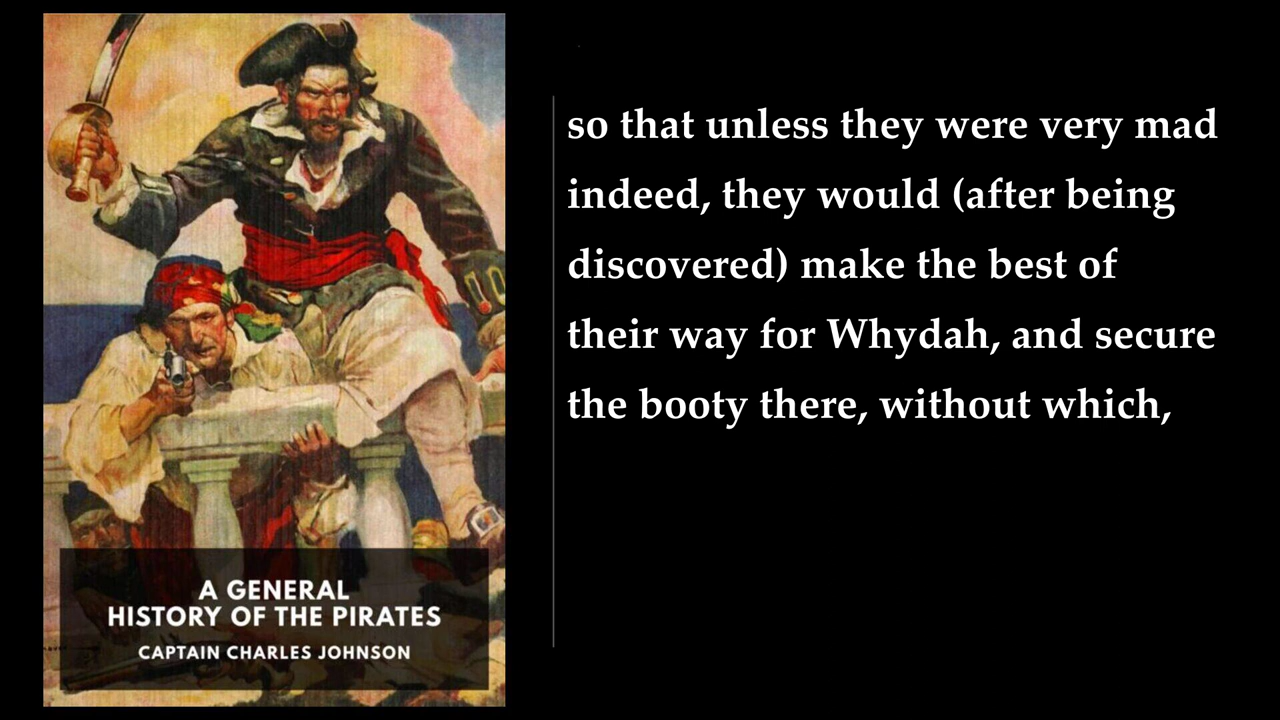 so that unless they were very mad
indeed, they would (after being
discovered) make the best of
their way for Whydah, and secure
the booty there, without which,
A GENERAL
HISTORY OF THE PIRATES
CAPTAIN CHARLES JOHNSON